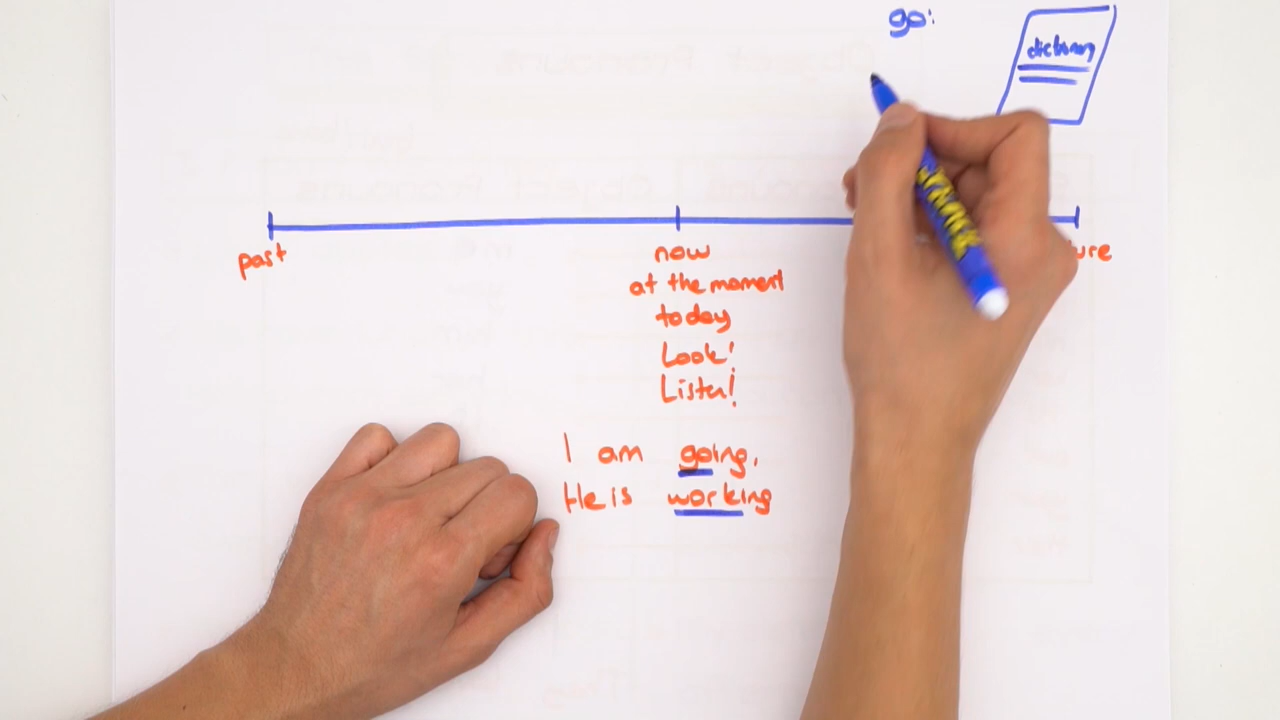 go:
dictionary
past
now
at the moment
today
Look!
Listen!
I am going,
He is working